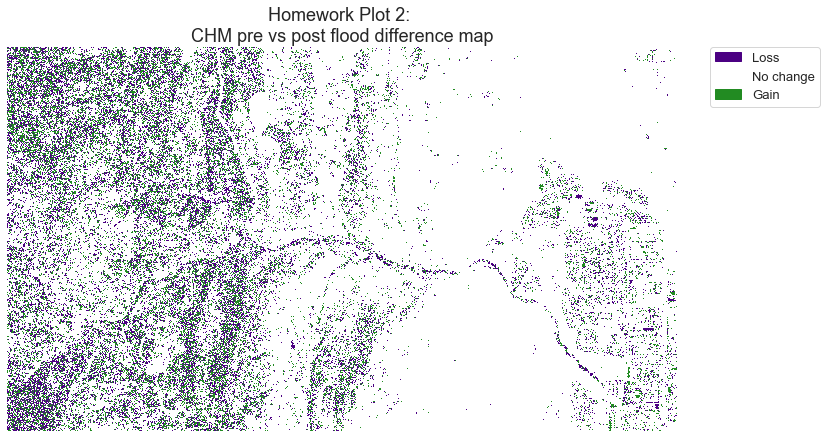 Homework Plot 2:
CHM pre vs post flood difference map
Loss
No change
Gain